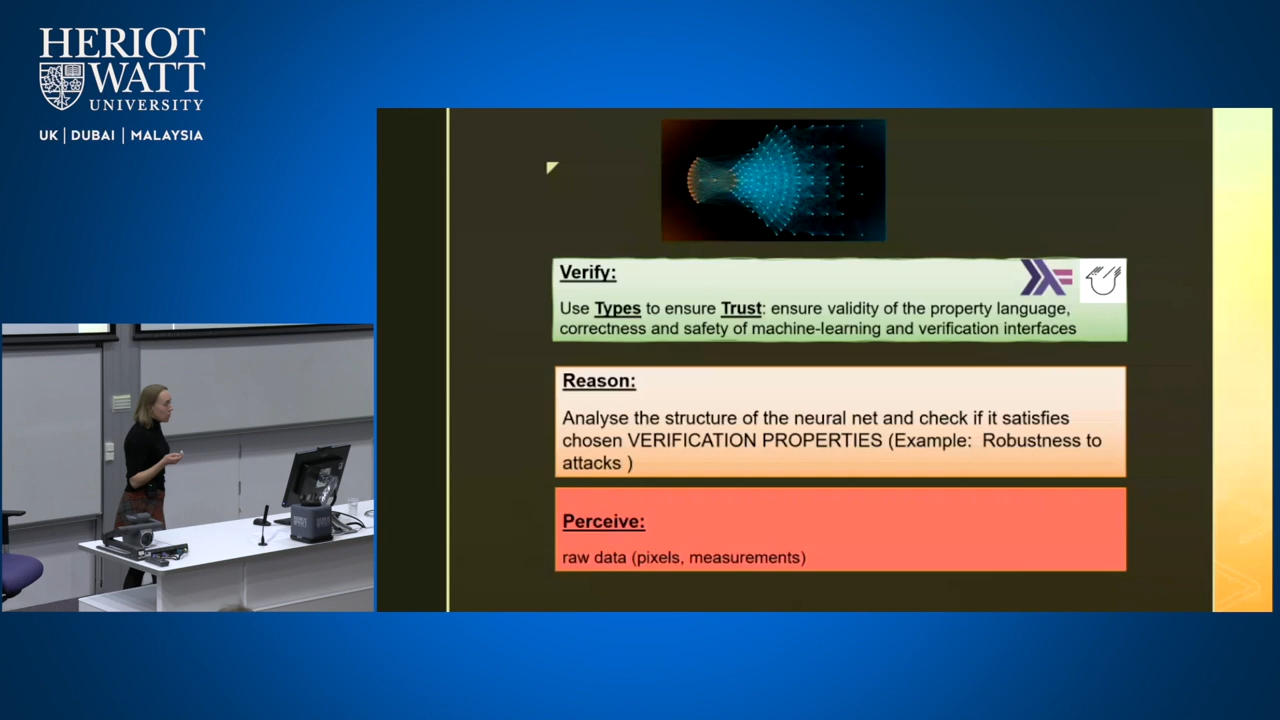 HERIOT
WATT
UNIVERSITY
UK | DUBAI | MALAYSIA
Verify:
Use Types to ensure Trust: ensure validity of the property language,
correctness and safety of machine-learning and verification interfaces
Reason:
Analyse the structure of the neural net and check if it satisfies
chosen VERIFICATION PROPERTIES (Example: Robustness to
attacks )
Perceive:
raw data (pixels, measurements)